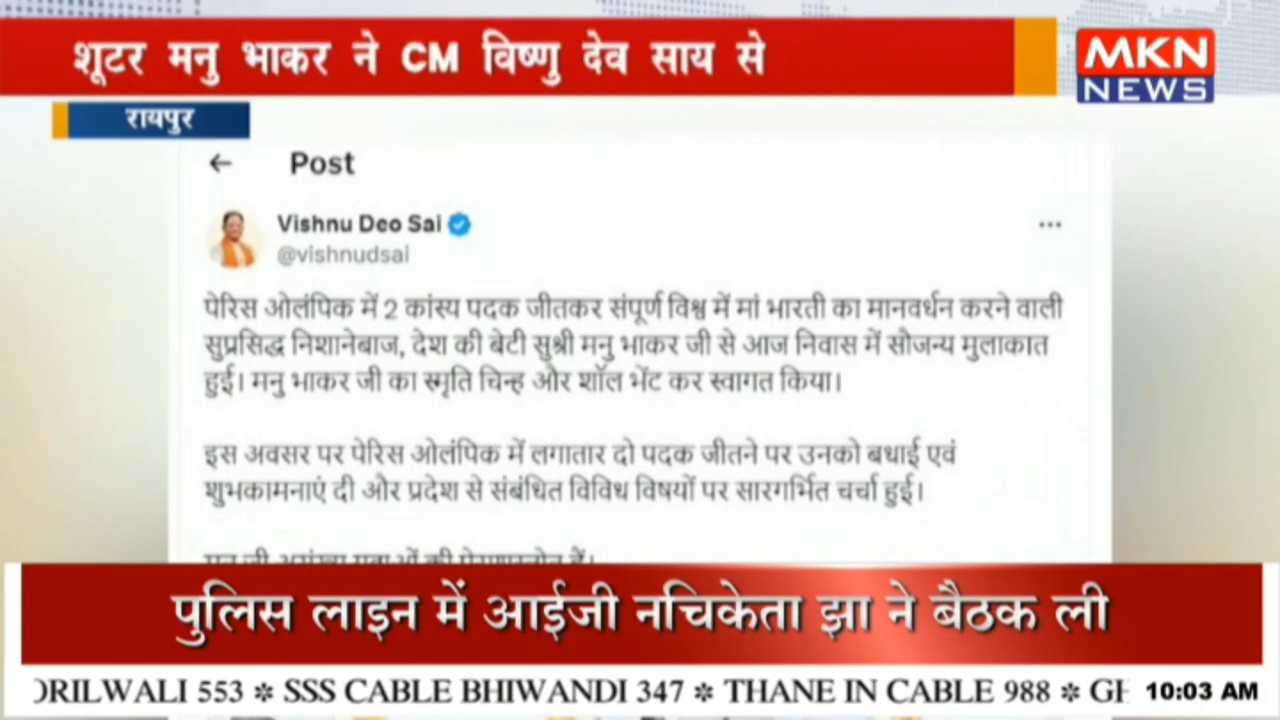 शूटर मनु भाकर ने CM विष्णु देव साय से
MKN
NEWS
रायपुर
← Post
Vishnu Deo Sai
@vishnudsai
पेरिस ओलंपिक में 2 कांस्य पदक जीतकर संपूर्ण विश्व में मां भारती का मानवर्धन करने वाली
सुप्रसिद्ध निशानेबाज, देश की बेटी सुश्री मनु भाकर जी से आज निवास में सौजन्य मुलाकात
हुई। मनु भाकर जी का स्मृति चिन्ह और शॉल भेंट कर स्वागत किया।
इस अवसर पर पेरिस ओलंपिक में लगातार दो पदक जीतने पर उनको बधाई एवं
शुभकामनाएं दी और प्रदेश से संबंधित विविध विषयों पर सारगर्भित चर्चा हुई।
पुलिस लाइन में आईजी नचिकेता झा ने बैठक ली
ORILWALI 553 ❇ SSS CABLE BHIWANDI 347 ❇ THANE IN CABLE 988 ❇ 10:03 AM